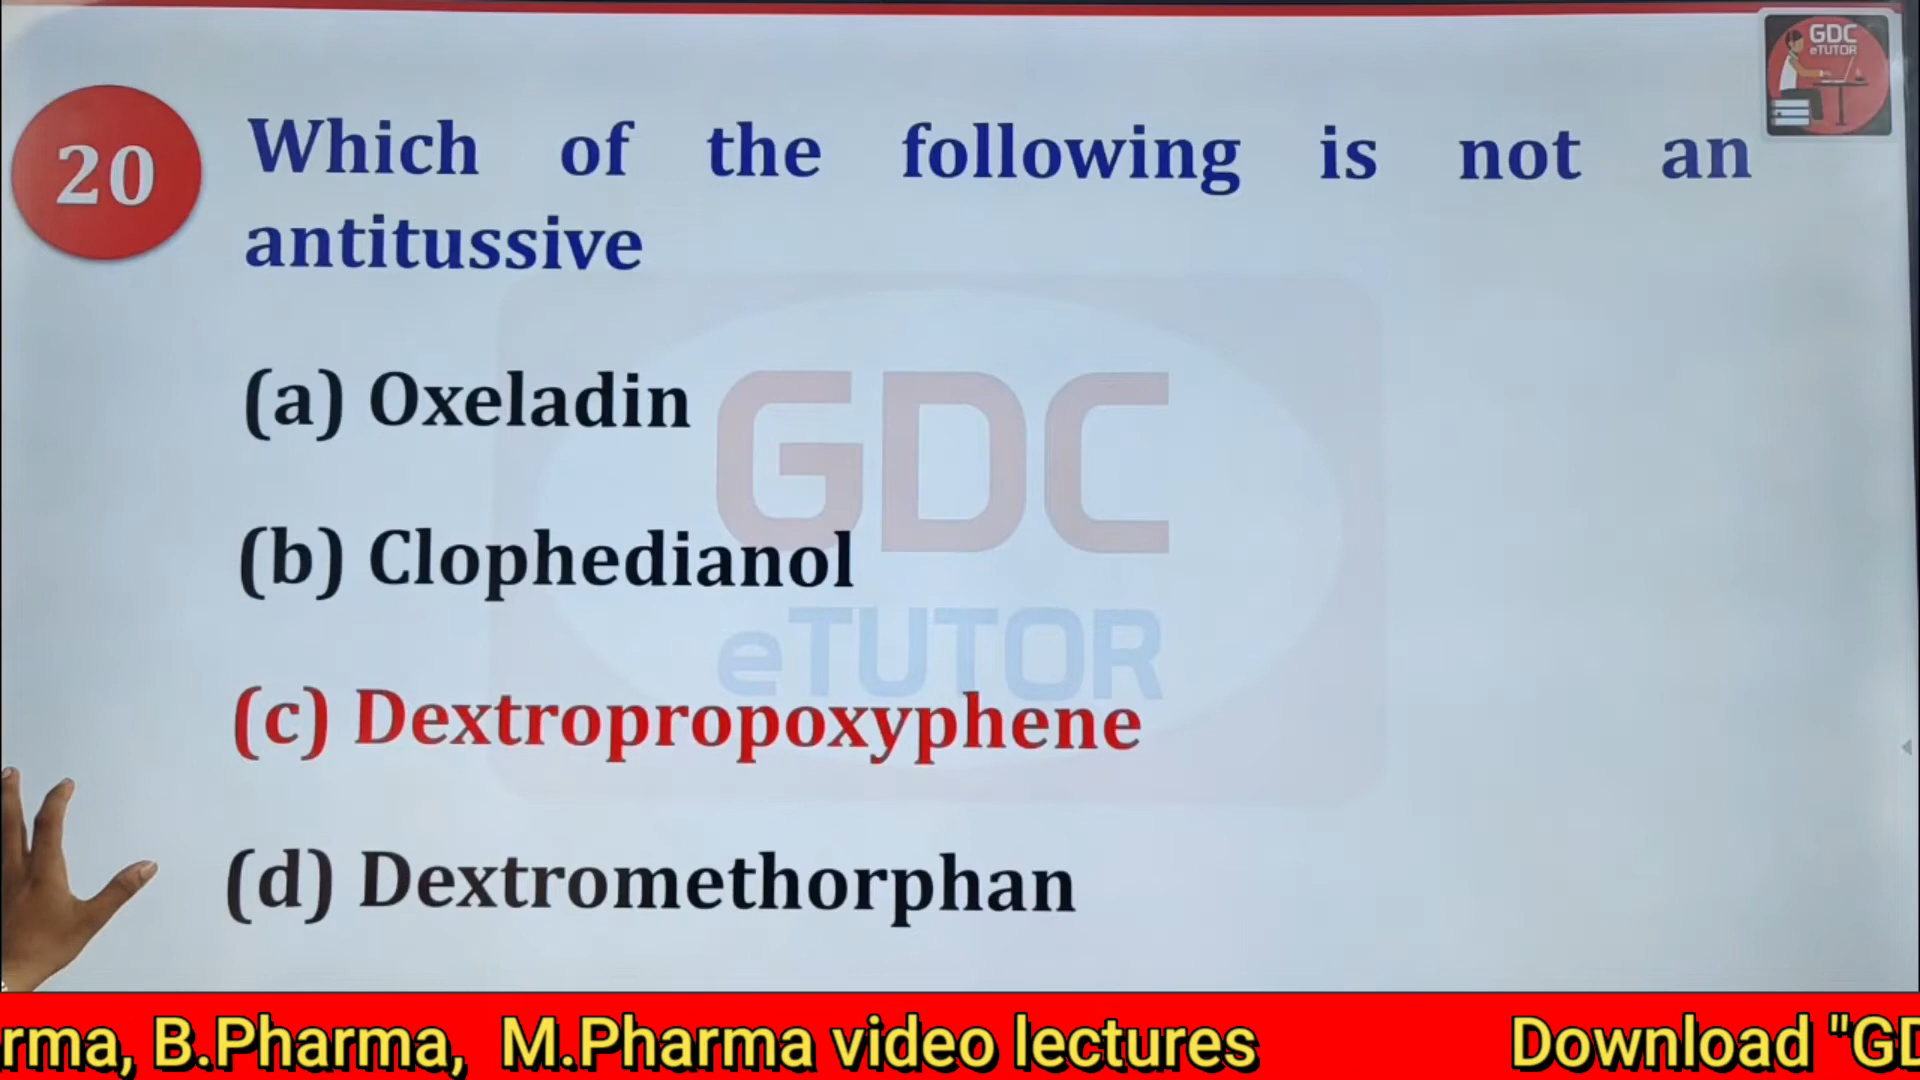 GDC
eTUTOR
20
Which of the following is not an
antitussive
(a) Oxeladin
GDC
(b) Clophedianol
eTUTOR
(c) Dextropropoxyphene
(d) Dextromethorphan
rma, B.Pharma, M.Pharma video lectures Download "GD